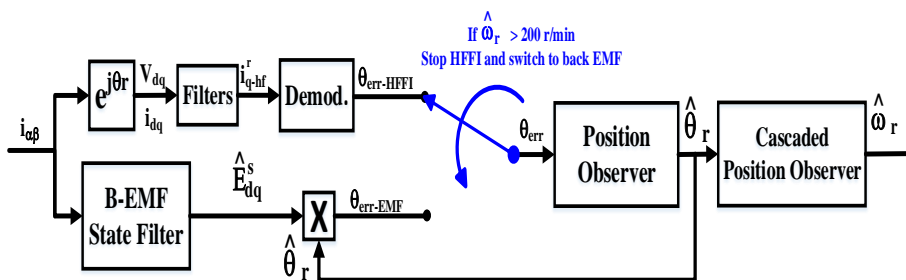 If ω̂r > 200 r/min
Stop HFFI and switch to back EMF
iαβ
e^jθr
Vdq
idq
Filters
i^r q-hf
Demod.
θerr-HFFI
θerr
Position
Observer
θ̂ r
Cascaded
Position Observer
ω̂ r
B-EMF
State Filter
Ê^s dq
X
θerr-EMF
θ̂ r